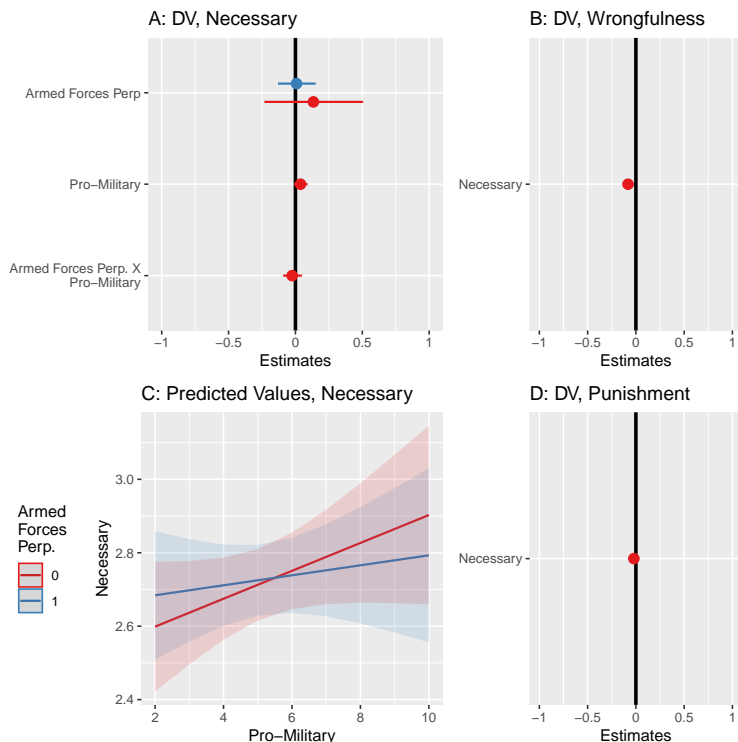 A: DV, Necessary
Armed Forces Perp
Pro−Military
Armed Forces Perp. X
Pro−Military
−1
−0.5
0
0.5
1
Estimates
B: DV, Wrongfulness
Necessary
−1
−0.5
0
0.5
1
Estimates
C: Predicted Values, Necessary
Armed
Forces
Perp.
0
1
Necessary
3.0
2.8
2.6
2.4
2
4
6
8
10
Pro−Military
D: DV, Punishment
Necessary
−1
−0.5
0
0.5
1
Estimates